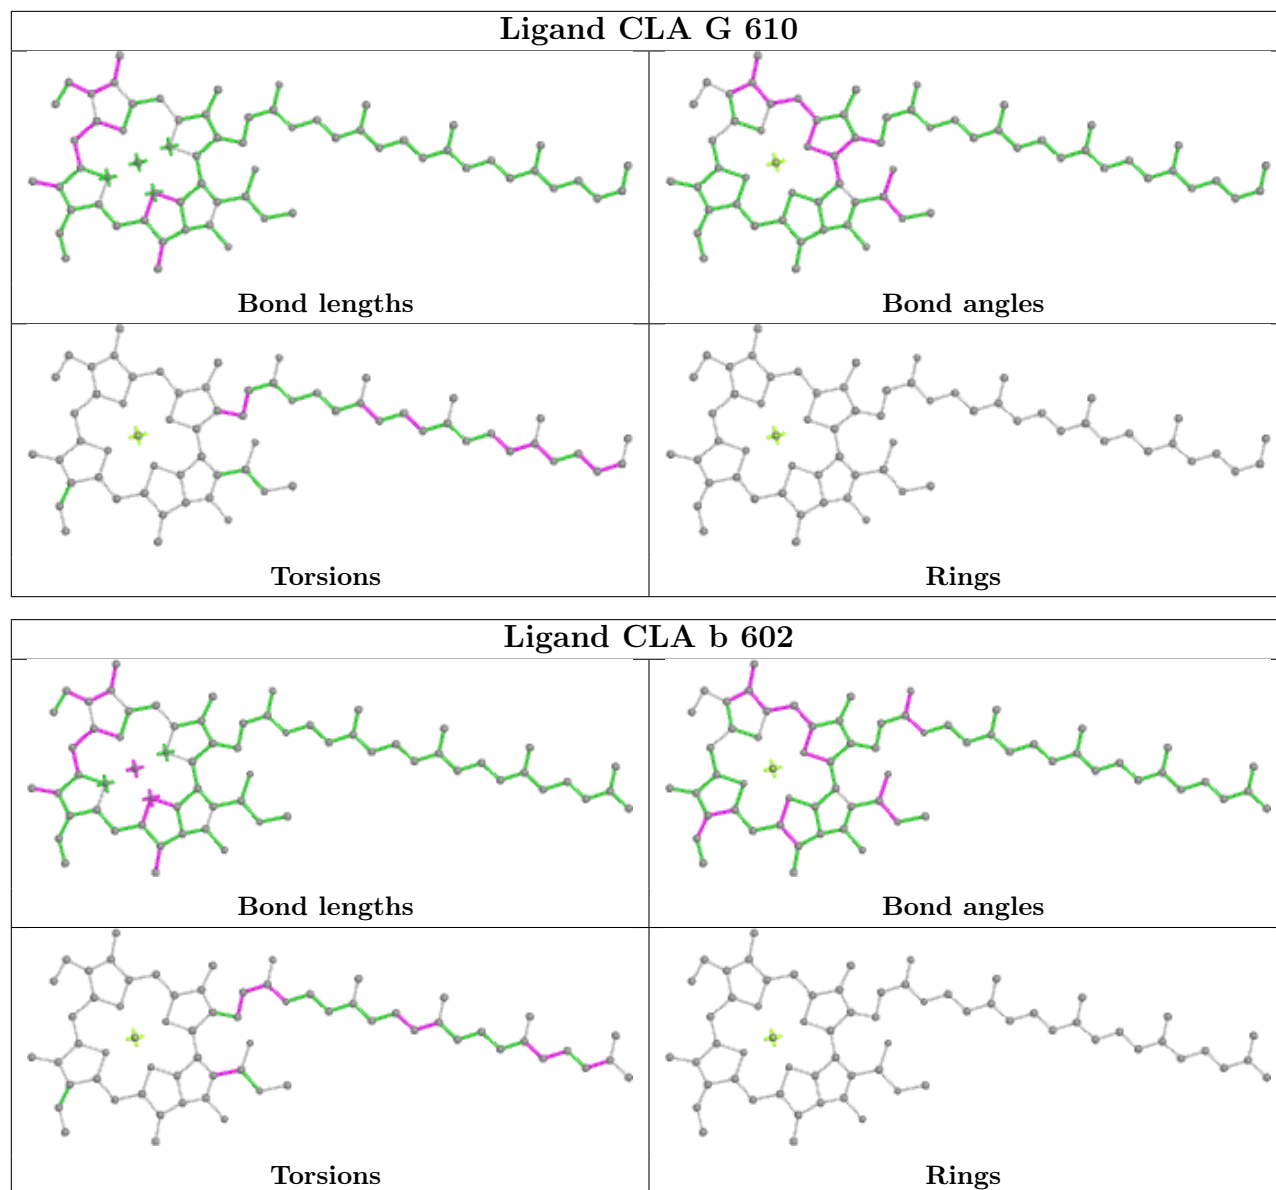 Ligand CLA G 610
Bond lengths
Bond angles
Torsions
Rings
Ligand CLA b 602
Bond lengths
Bond angles
Torsions
Rings